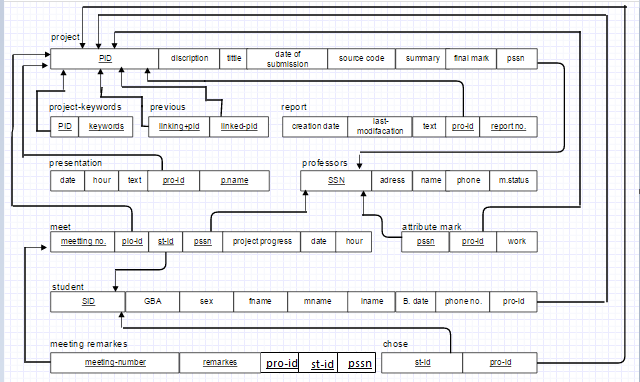 project
PID discription tittle date of submission source code summary final mark pssn
project-keywords previous report
PID keywords linking+pid linked-pid creation date last-modifacation text pro-id report no.
presentation professors
date hour text pro-id p.name SSN adress name phone m.status
meet attribute mark
meetting no. plo-id st-id pssn project progress date hour pssn pro-id work
student
SID GBA sex fname mname lname B. date phone no. pro-id
meeting remarkes chose
meeting-number remarkes pro-id st-id pssn st-id pro-id